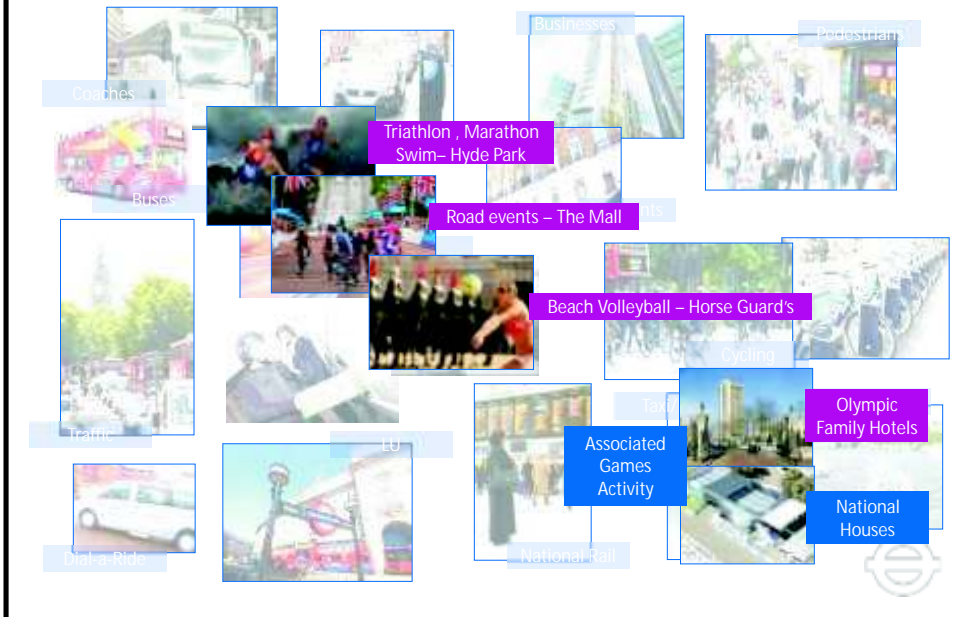 Businesses
Pedestrians
Coaches
Triathlon , Marathon
Swim– Hyde Park
Buses
Road events – The Mall
nts
Beach Volleyball – Horse Guard's
Cycling
Taxi/
Olympic
Family Hotels
Traffic
LU
Associated
Games
Activity
National
Houses
Dial-a-Ride
National Rail